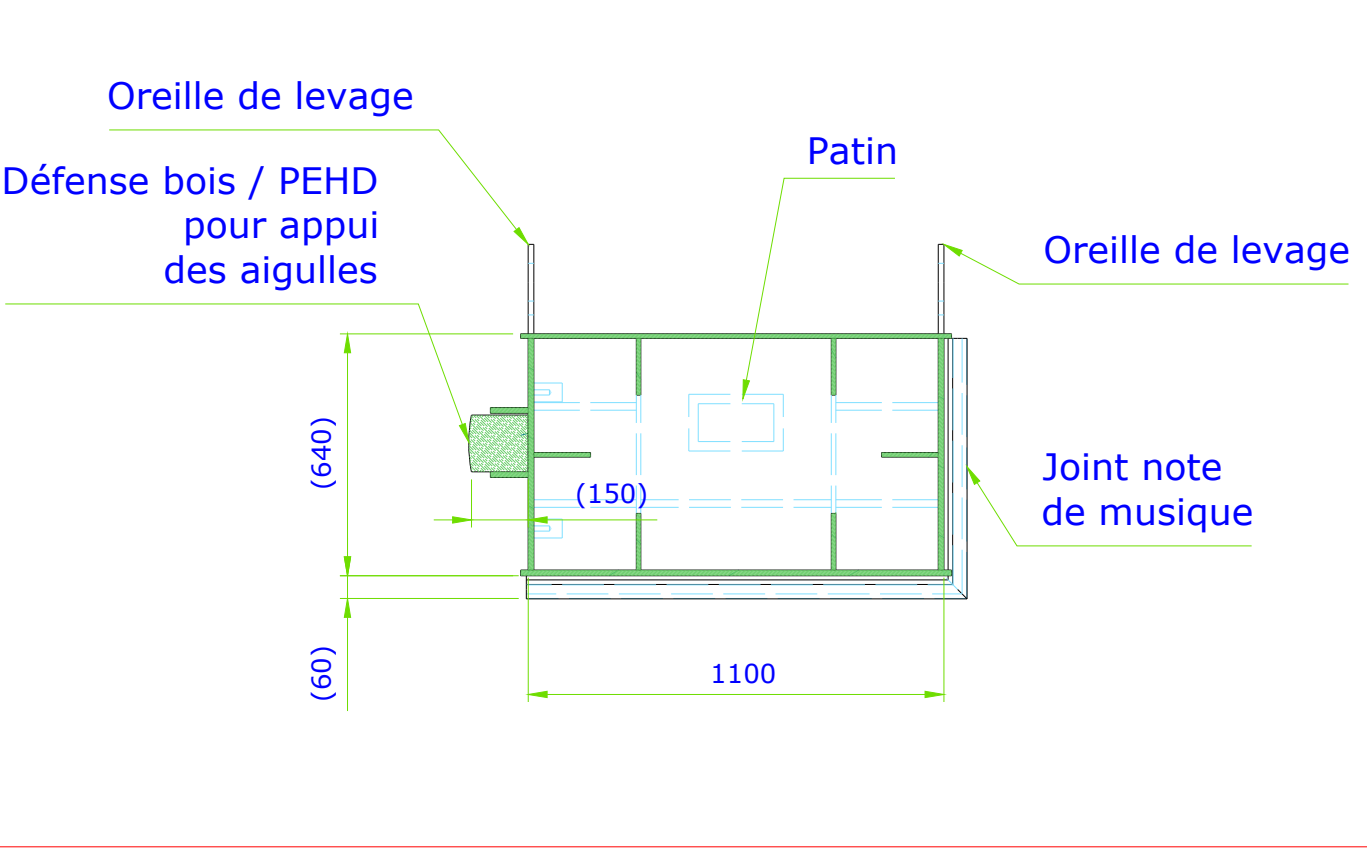 Oreille de levage
Défense bois / PEHD
pour appui
des aigulles
Patin
Oreille de levage
(640)
(150)
Joint note
de musique
(60)
1100